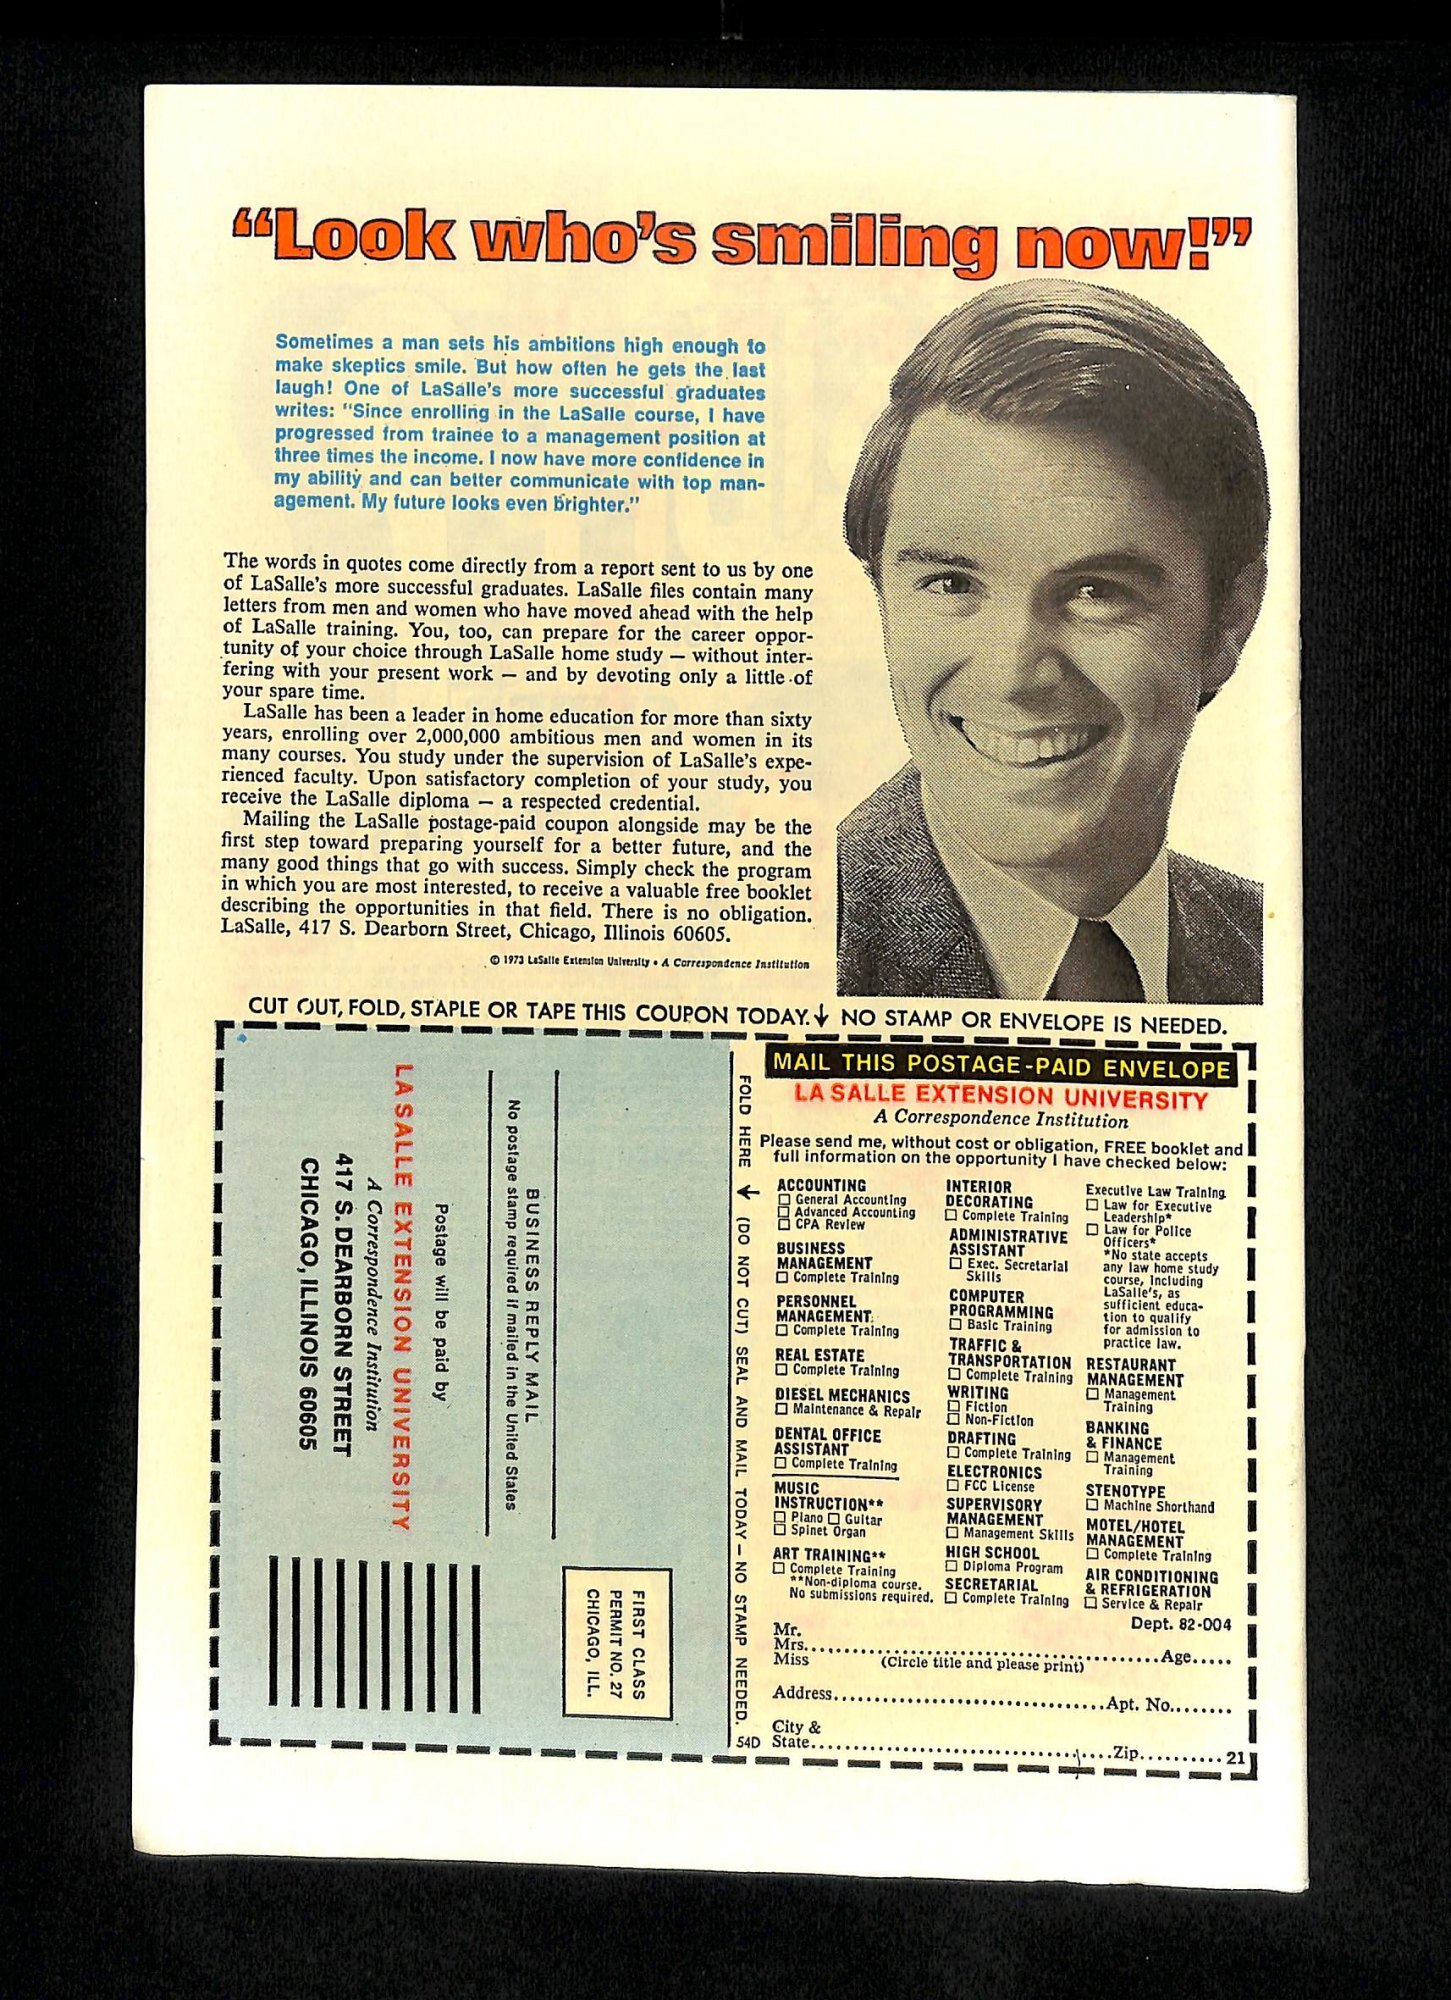 “Look who’s smiling now!”
Sometimes a man sets his ambitions high enough to
make skeptics smile. But how often he gets the last
laugh! One of LaSalle’s more successful graduates
writes: “Since enrolling in the LaSalle course, I have
progressed from trainee to a management position at
three times the income. I now have more confidence in
my ability and can better communicate with top man-
agement. My future looks even brighter.”
The words in quotes come directly from a report sent to us by one
of LaSalle’s more successful graduates. LaSalle files contain many
letters from men and women who have moved ahead with the help
of LaSalle training. You, too, can prepare for the career oppor-
tunity of your choice through LaSalle home study — without inter-
fering with your present work — and by devoting only a little of
your spare time.
LaSalle has been a leader in home education for more than sixty
years, enrolling over 2,000,000 ambitious men and women in its
many courses. You study under the supervision of LaSalle’s expe-
rienced faculty. Upon satisfactory completion of your study, you
receive the LaSalle diploma — a respected credential.
Mailing the LaSalle postage-paid coupon alongside may be the
first step toward preparing yourself for a better future, and the
many good things that go with success. Simply check the program
in which you are most interested, to receive a valuable free booklet
describing the opportunities in that field. There is no obligation.
LaSalle, 417 S. Dearborn Street, Chicago, Illinois 60605.
© 1973 LaSalle Extension University • A Correspondence Institution
CUT OUT, FOLD, STAPLE OR TAPE THIS COUPON TODAY.↓ NO STAMP OR ENVELOPE IS NEEDED.
FIRST CLASS
PERMIT NO. 27
CHICAGO, ILL.
BUSINESS REPLY MAIL
No postage stamp required if mailed in the United States
Postage will be paid by
LA SALLE EXTENSION UNIVERSITY
A Correspondence Institution
417 S. DEARBORN STREET
CHICAGO, ILLINOIS 60605
FOLD HERE ↓ (DO NOT CUT) SEAL AND MAIL TODAY – NO STAMP NEEDED.
54D
MAIL THIS POSTAGE-PAID ENVELOPE
LA SALLE EXTENSION UNIVERSITY
A Correspondence Institution
Please send me, without cost or obligation, FREE booklet and
full information on the opportunity I have checked below:
ACCOUNTING
☐ General Accounting
☐ Advanced Accounting
☐ CPA Review
BUSINESS
MANAGEMENT
☐ Complete Training
PERSONNEL
MANAGEMENT
☐ Complete Training
REAL ESTATE
☐ Complete Training
DIESEL MECHANICS
☐ Maintenance & Repair
DENTAL OFFICE
ASSISTANT
☐ Complete Training
MUSIC
INSTRUCTION**
☐ Piano ☐ Guitar
☐ Spinet Organ
ART TRAINING**
☐ Complete Training
**Non-diploma course.
No submissions required.
INTERIOR
DECORATING
☐ Complete Training
ADMINISTRATIVE
ASSISTANT
☐ Exec. Secretarial
Skills
COMPUTER
PROGRAMMING
☐ Basic Training
TRAFFIC &
TRANSPORTATION
☐ Complete Training
WRITING
☐ Fiction
☐ Non-Fiction
DRAFTING
☐ Complete Training
ELECTRONICS
☐ FCC License
SUPERVISORY
MANAGEMENT
☐ Management Skills
HIGH SCHOOL
☐ Diploma Program
SECRETARIAL
☐ Complete Training
Executive Law Training
☐ Law for Executive
Leadership*
☐ Law for Police
Officers*
*No state accepts
any law home study
course, including
LaSalle’s, as
sufficient educa-
tion to qualify
for admission to
practice law.
RESTAURANT
MANAGEMENT
☐ Management
Training
BANKING
& FINANCE
☐ Management
Training
STENOTYPE
☐ Machine Shorthand
MOTEL/HOTEL
MANAGEMENT
☐ Complete Training
AIR CONDITIONING
& REFRIGERATION
☐ Service & Repair
Dept. 82-004
Mr.
Mrs. Age
Miss (Circle title and please print)
Address Apt. No.
City &
State Zip 21